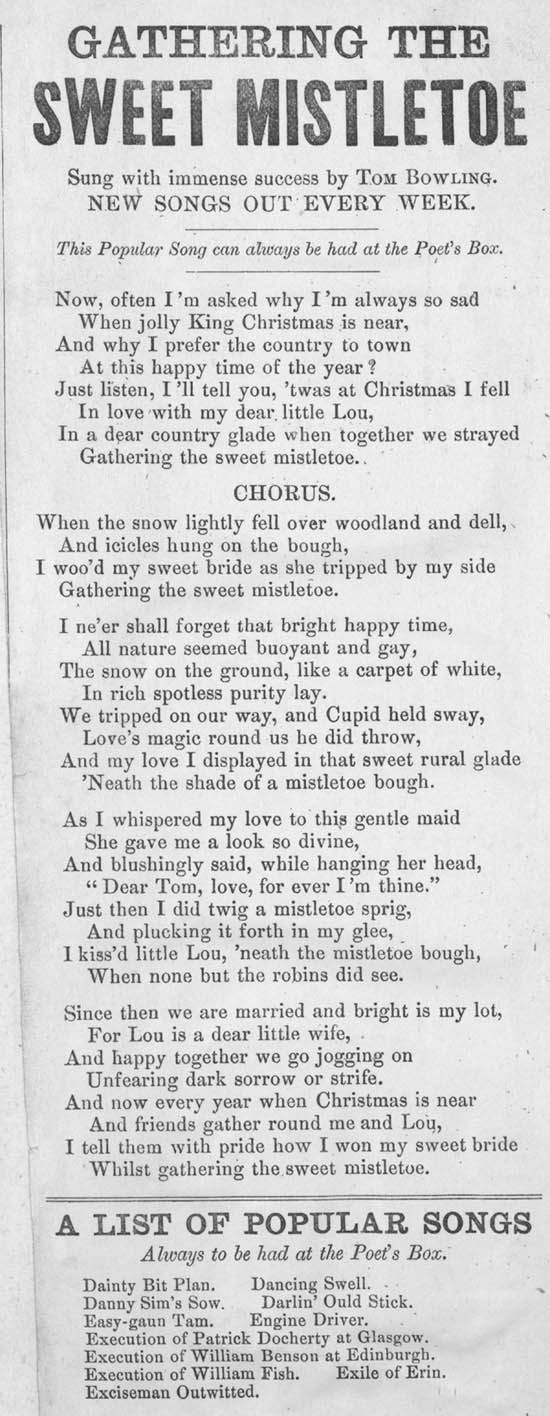 GATHERING THE
SWEET MISTLETOE
Sung with immense success by TOM BOWLING.
NEW SONGS OUT EVERY WEEK.
This Popular Song can always be had at the Poet's Box.
Now, often I'm asked why I'm always so sad
When jolly King Christmas is near,
And why I prefer the country to town
At this happy time of the year?
Just listen, I'll tell you, 'twas at Christmas I fell
In love with my dear little Lou,
In a dear country glade when together we strayed
Gathering the sweet mistletoe.
CHORUS.
When the snow lightly fell over woodland and dell,
And icicles hung on the bough,
I woo'd my sweet bride as she tripped by my side
Gathering the sweet mistletoe.
I ne'er shall forget that bright happy time,
All nature seemed buoyant and gay,
The snow on the ground, like a carpet of white,
In rich spotless purity lay.
We tripped on our way, and Cupid held sway,
Love's magic round us he did throw,
And my love I displayed in that sweet rural glade
'Neath the shade of a mistletoe bough.
As I whispered my love to this gentle maid
She gave me a look so divine,
And blushingly said, while hanging her head,
“Dear Tom, love, for ever I'm thine.”
Just then I did twig a mistletoe sprig,
And plucking it forth in my glee,
I kiss'd little Lou, 'neath the mistletoe bough,
When none but the robins did see.
Since then we are married and bright is my lot,
For Lou is a dear little wife,
And happy together we go jogging on
Unfearing dark sorrow or strife.
And now every year when Christmas is near
And friends gather round me and Lou,
I tell them with pride how I won my sweet bride
Whilst gathering the sweet mistletoe.
A LIST OF POPULAR SONGS
Always to be had at the Poet's Box.
Dainty Bit Plan. Dancing Swell.
Danny Sim's Sow. Darlin' Ould Stick.
Easy-gaun Tam. Engine Driver.
Execution of Patrick Docherty at Glasgow.
Execution of William Benson at Edinburgh.
Execution of William Fish. Exile of Erin.
Exciseman Outwitted.